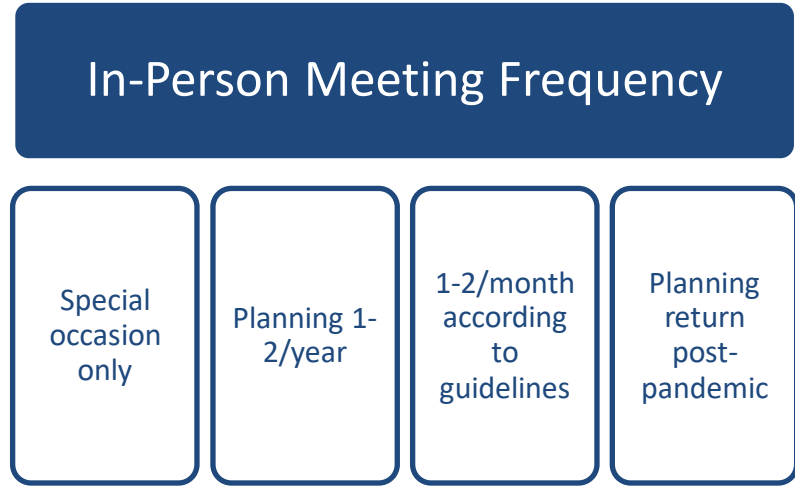 In-Person Meeting Frequency
Special
occasion
only
Planning 1-
2/year
1-2/month
according
to
guidelines
Planning
return
post-
pandemic